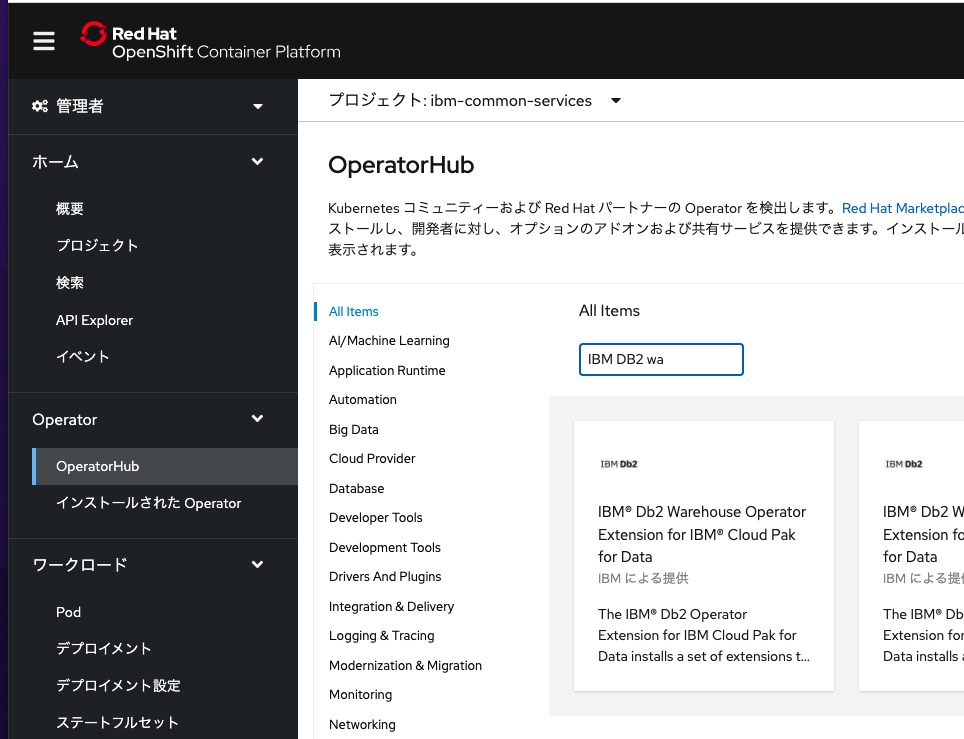 Red Hat
OpenShift Container Platform
管理者
ホーム
概要
プロジェクト
検索
API Explorer
イベント
Operator
OperatorHub
インストールされた Operator
ワークロード
Pod
デプロイメント
デプロイメント設定
ステートフルセット
プロジェクト: ibm-common-services
OperatorHub
Kubernetes コミュニティーおよび Red Hat パートナーの Operator を検出します。Red Hat
ストールし、開発者に対し、オプションのアドオンおよび共有サービスを提供できます。インストール
表示されます。
All Items
AI/Machine Learning
Application Runtime
Automation
Big Data
Cloud Provider
Database
Developer Tools
Development Tools
Drivers And Plugins
Integration & Delivery
Logging & Tracing
Modernization & Migration
Monitoring
Networking
All Items
IBM DB2 wa
IBM Db2
IBM® Db2 Warehouse Operator
Extension for IBM® Cloud Pak
for Data
IBM による提供
The IBM® Db2 Operator
Extension for IBM Cloud Pak for
Data installs a set of extensions t...
IBM Db2
IBM® Db2
Extension
for Data
IBM による
The IBM®
Extension
Data installs